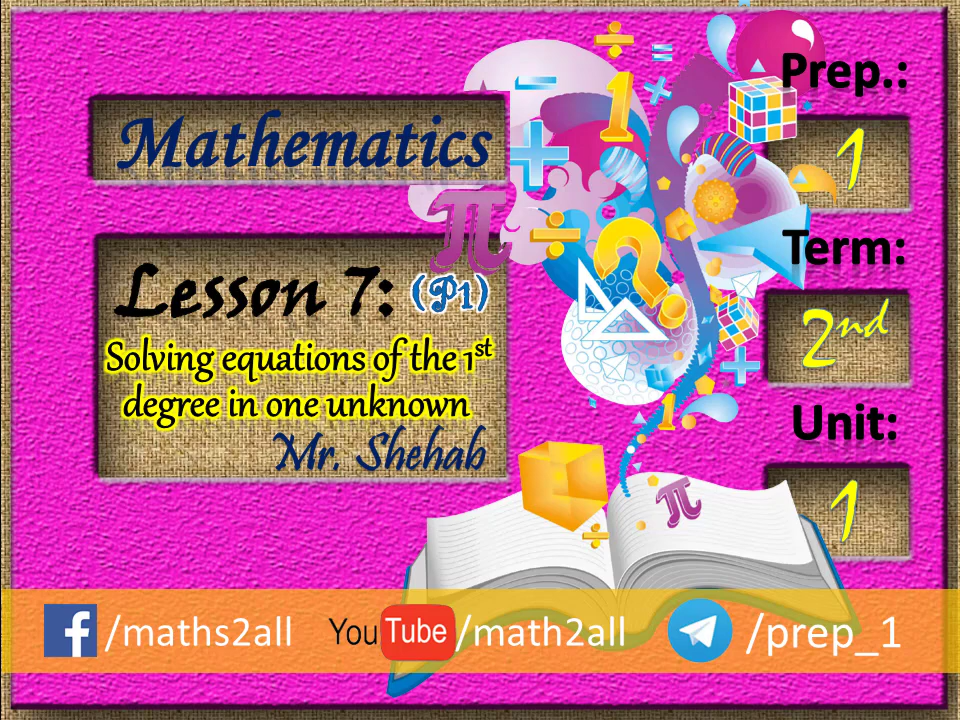 Mathematics
Lesson 7: (P1)
Solving equations of the 1st
degree in one unknown
Mr. Shehab
Prep.:
1
Term:
2nd
Unit:
1
/maths2all
YouTube /math2all
/prep_1